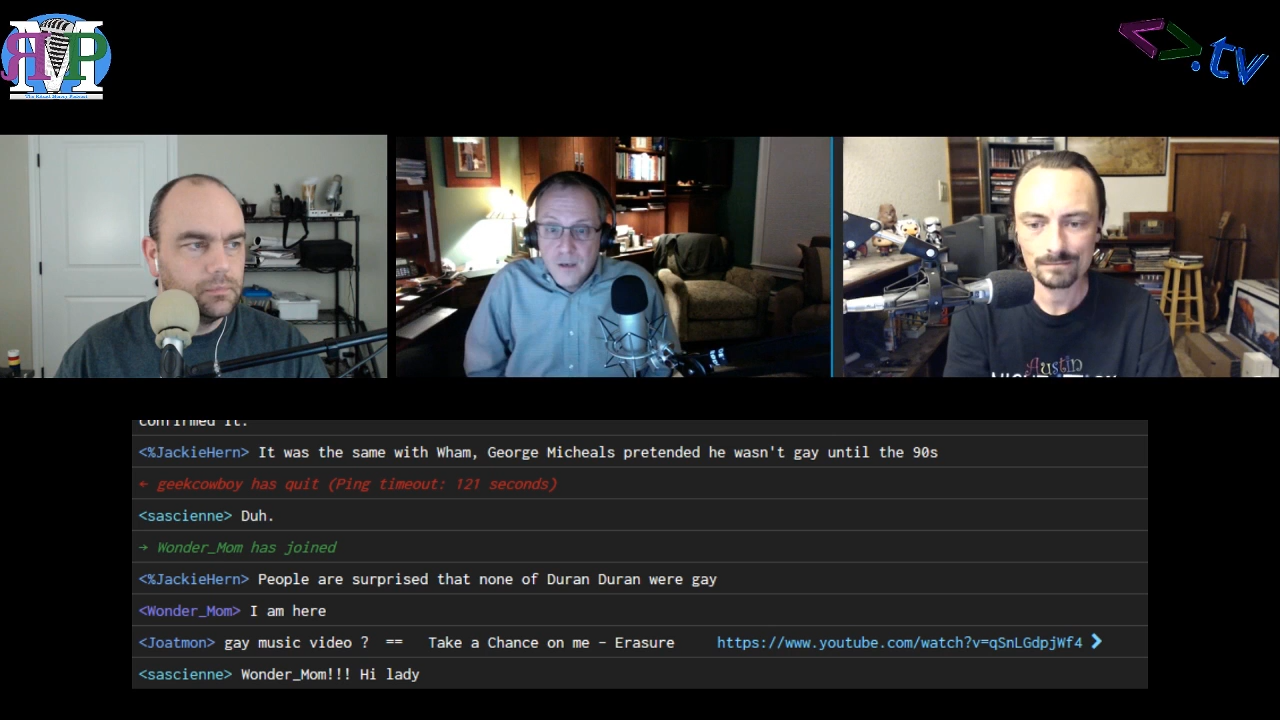 RMP
<>.tv
Austin
confirmed it.
<%JackieHern> It was the same with Wham, George Micheals pretended he wasn't gay until the 90s
← geekcowboy has quit (Ping timeout: 121 seconds)
<sascienne> Duh.
→ Wonder_Mom has joined
<%JackieHern> People are surprised that none of Duran Duran were gay
<Wonder_Mom> I am here
<Joatmon> gay music video ? == Take a Chance on me - Erasure https://www.youtube.com/watch?v=qSnLGdpjWf4
<sascienne> Wonder_Mom!!! Hi lady